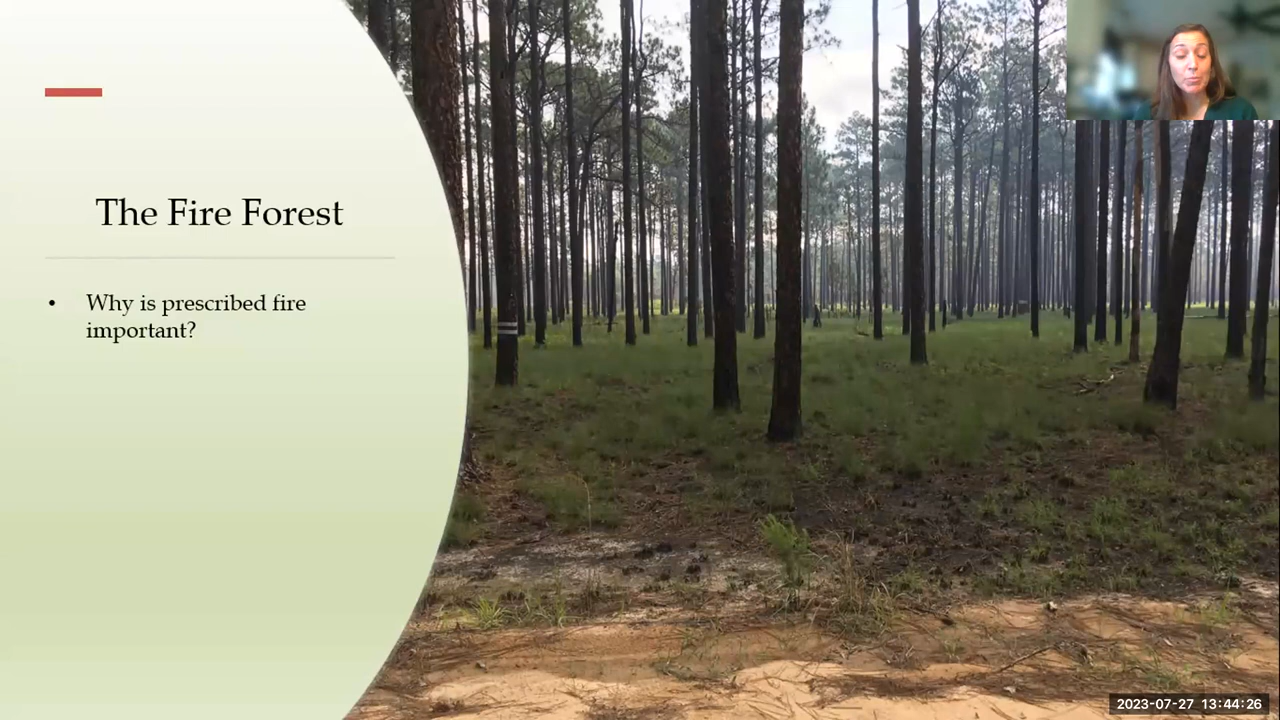 The Fire Forest
• Why is prescribed fire
important?
2023-07-27 13:44:26